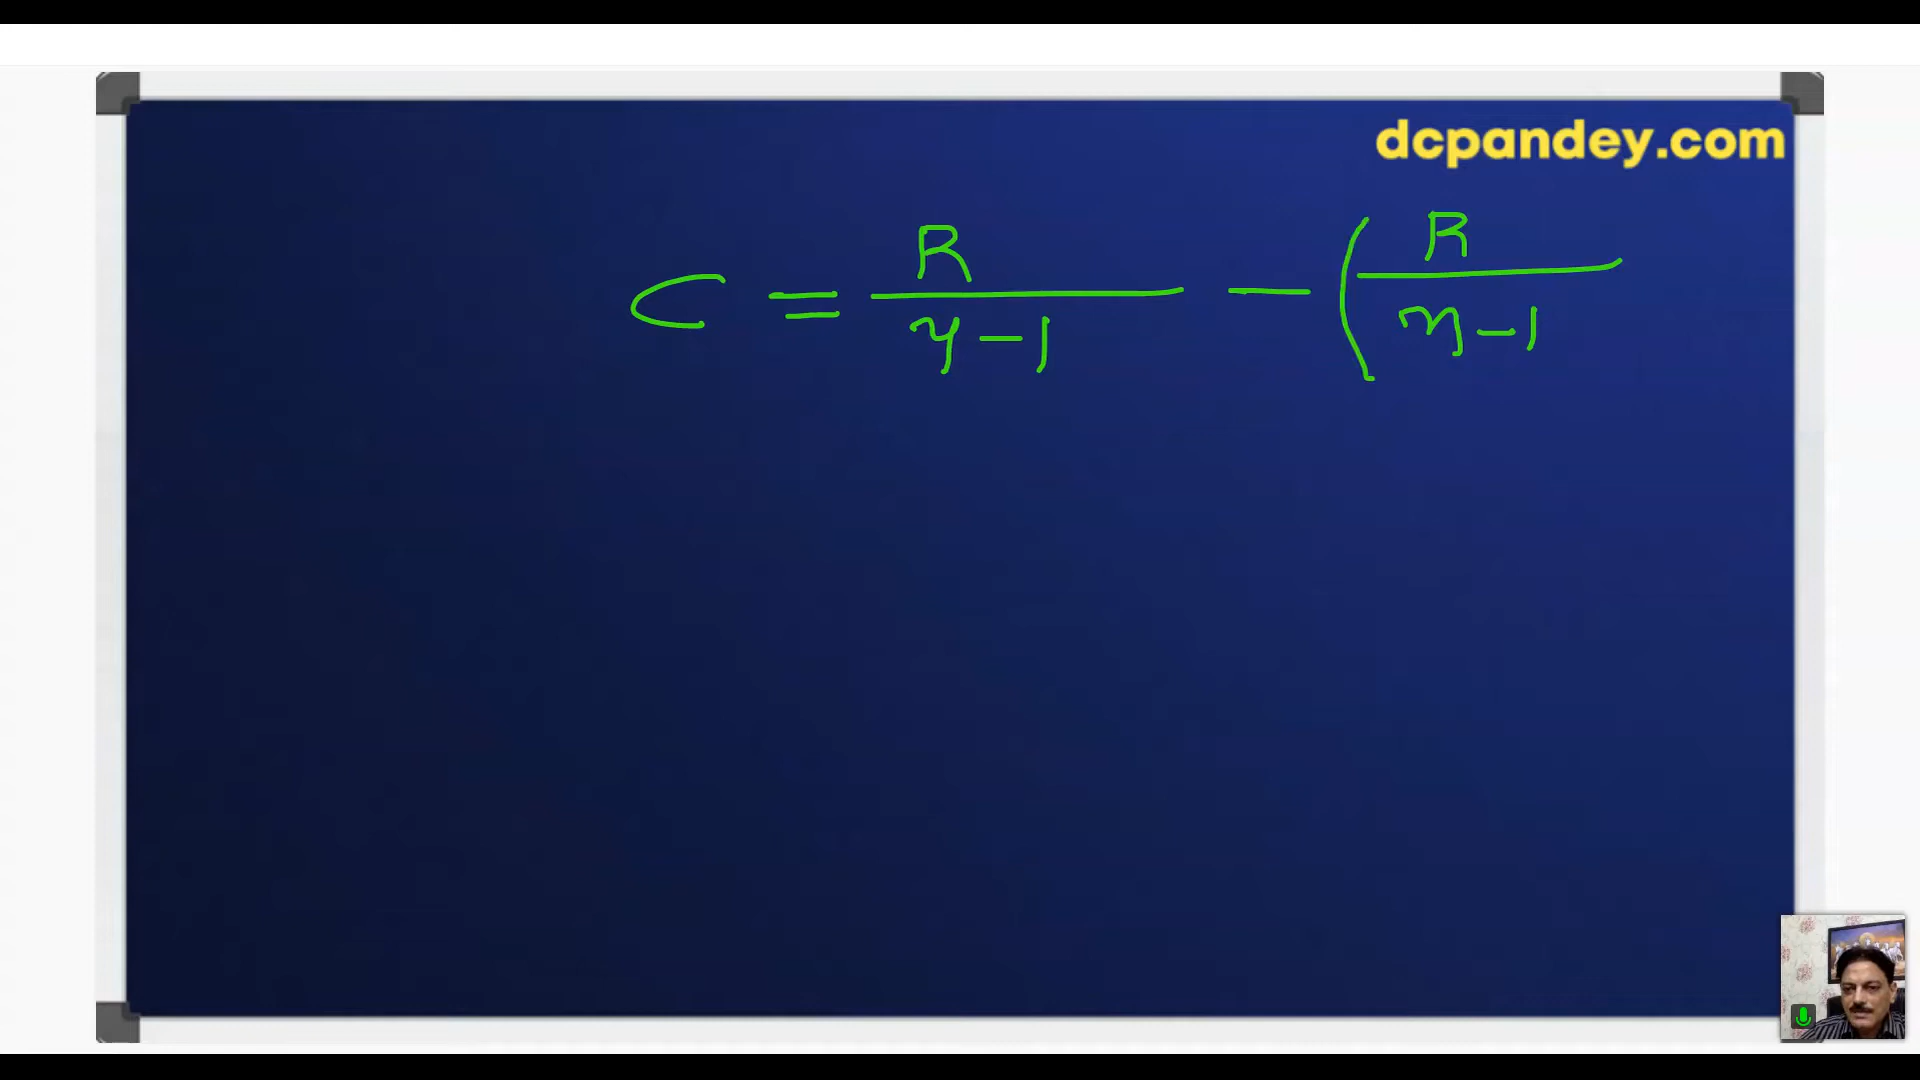 dcpandey.com
C = R/(γ-1) - (R/(n-1)